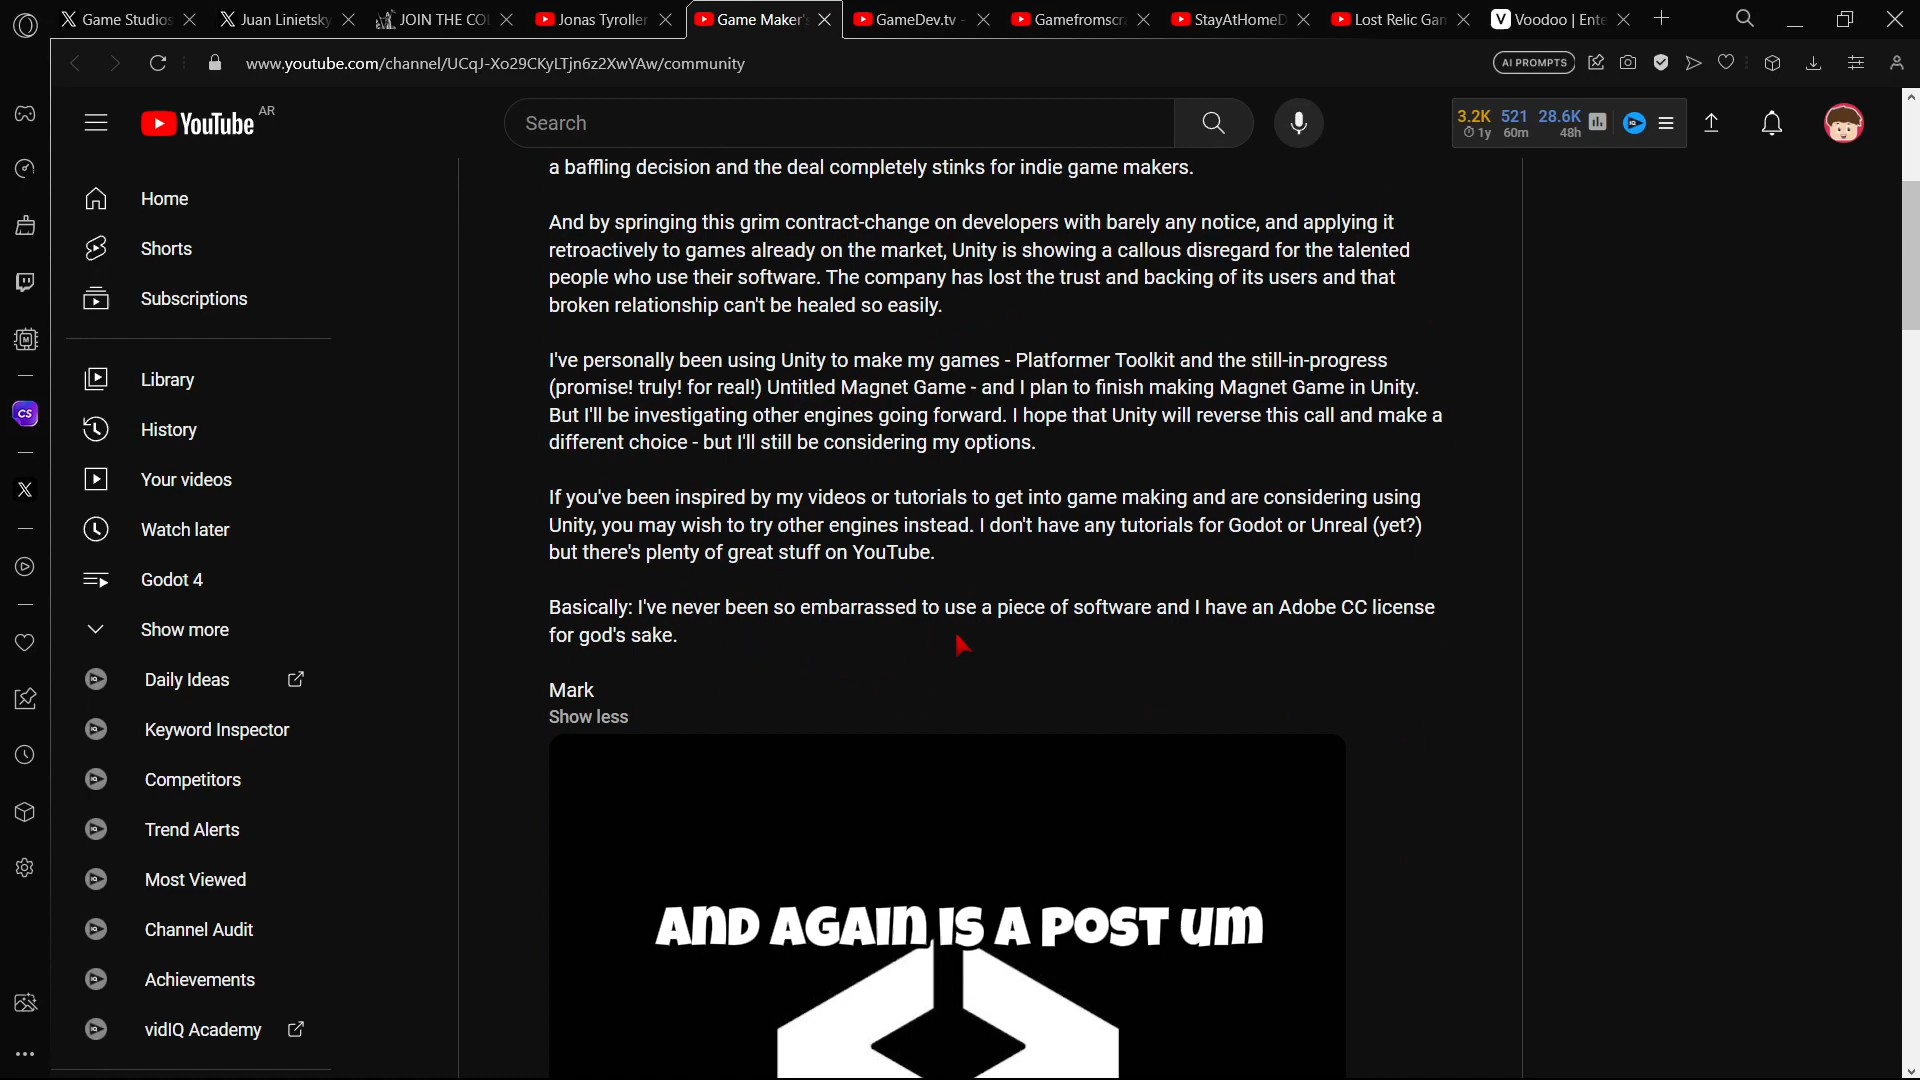 Game Studios
Juan Linietsky
JOIN THE CO
Jonas Tyroller
Game Maker'
GameDev.tv -
Gamefromscr
StayAtHomeD
Lost Relic Gam
Voodoo | Ente
www.youtube.com/channel/UCqJ-Xo29CKyLTjn6z2XwYAw/community
AI PROMPTS
YouTube AR
Search
3.2K 521 28.6K
1y 60m 48h
Home
Shorts
Subscriptions
Library
History
Your videos
Watch later
Godot 4
Show more
Daily Ideas
Keyword Inspector
Competitors
Trend Alerts
Most Viewed
Channel Audit
Achievements
vidIQ Academy
a baffling decision and the deal completely stinks for indie game makers.
And by springing this grim contract-change on developers with barely any notice, and applying it
retroactively to games already on the market, Unity is showing a callous disregard for the talented
people who use their software. The company has lost the trust and backing of its users and that
broken relationship can't be healed so easily.
I've personally been using Unity to make my games - Platformer Toolkit and the still-in-progress
(promise! truly! for real!) Untitled Magnet Game - and I plan to finish making Magnet Game in Unity.
But I'll be investigating other engines going forward. I hope that Unity will reverse this call and make a
different choice - but I'll still be considering my options.
If you've been inspired by my videos or tutorials to get into game making and are considering using
Unity, you may wish to try other engines instead. I don't have any tutorials for Godot or Unreal (yet?)
but there's plenty of great stuff on YouTube.
Basically: I've never been so embarrassed to use a piece of software and I have an Adobe CC license
for god's sake.
Mark
Show less
AND AGAIN IS A POST UM